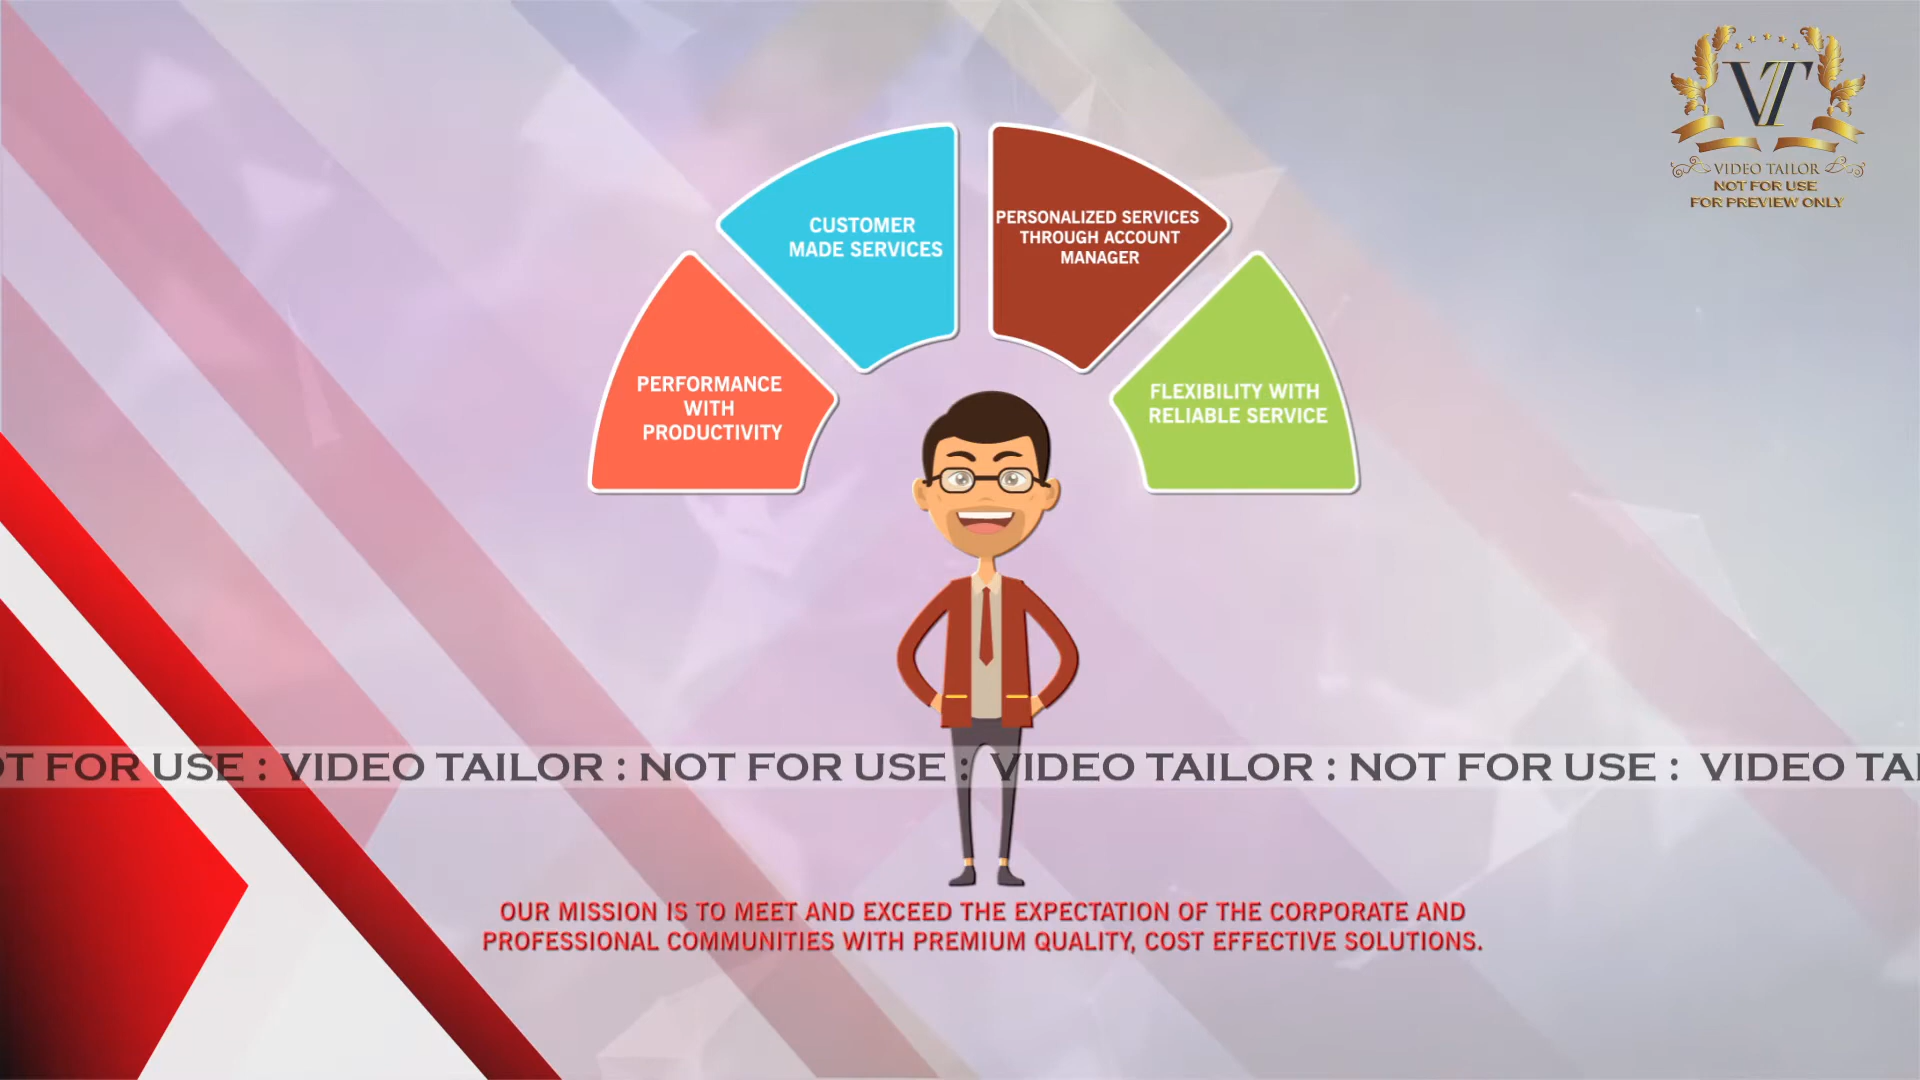 VT
VIDEO TAILOR
NOT FOR USE
FOR PREVIEW ONLY
CUSTOMER
MADE SERVICES
PERSONALIZED SERVICES
THROUGH ACCOUNT
MANAGER
PERFORMANCE
WITH
PRODUCTIVITY
FLEXIBILITY WITH
RELIABLE SERVICE
OT FOR USE : VIDEO TAILOR : NOT FOR USE : VIDEO TAILOR : NOT FOR USE : VIDEO TAI
OUR MISSION IS TO MEET AND EXCEED THE EXPECTATION OF THE CORPORATE AND
PROFESSIONAL COMMUNITIES WITH PREMIUM QUALITY, COST EFFECTIVE SOLUTIONS.